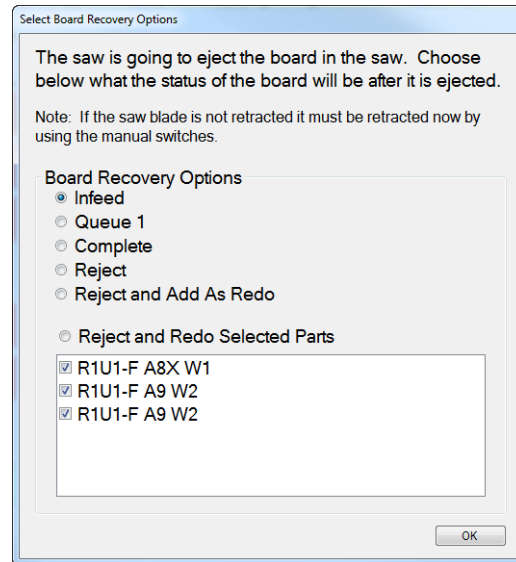 Select Board Recovery Options
The saw is going to eject the board in the saw.  Choose
below what the status of the board will be after it is ejected.
Note:  If the saw blade is not retracted it must be retracted now by
using the manual switches.
Board Recovery Options
Infeed
Queue 1
Complete
Reject
Reject and Add As Redo
Reject and Redo Selected Parts
R1U1-F A8X W1
R1U1-F A9 W2
R1U1-F A9 W2
OK